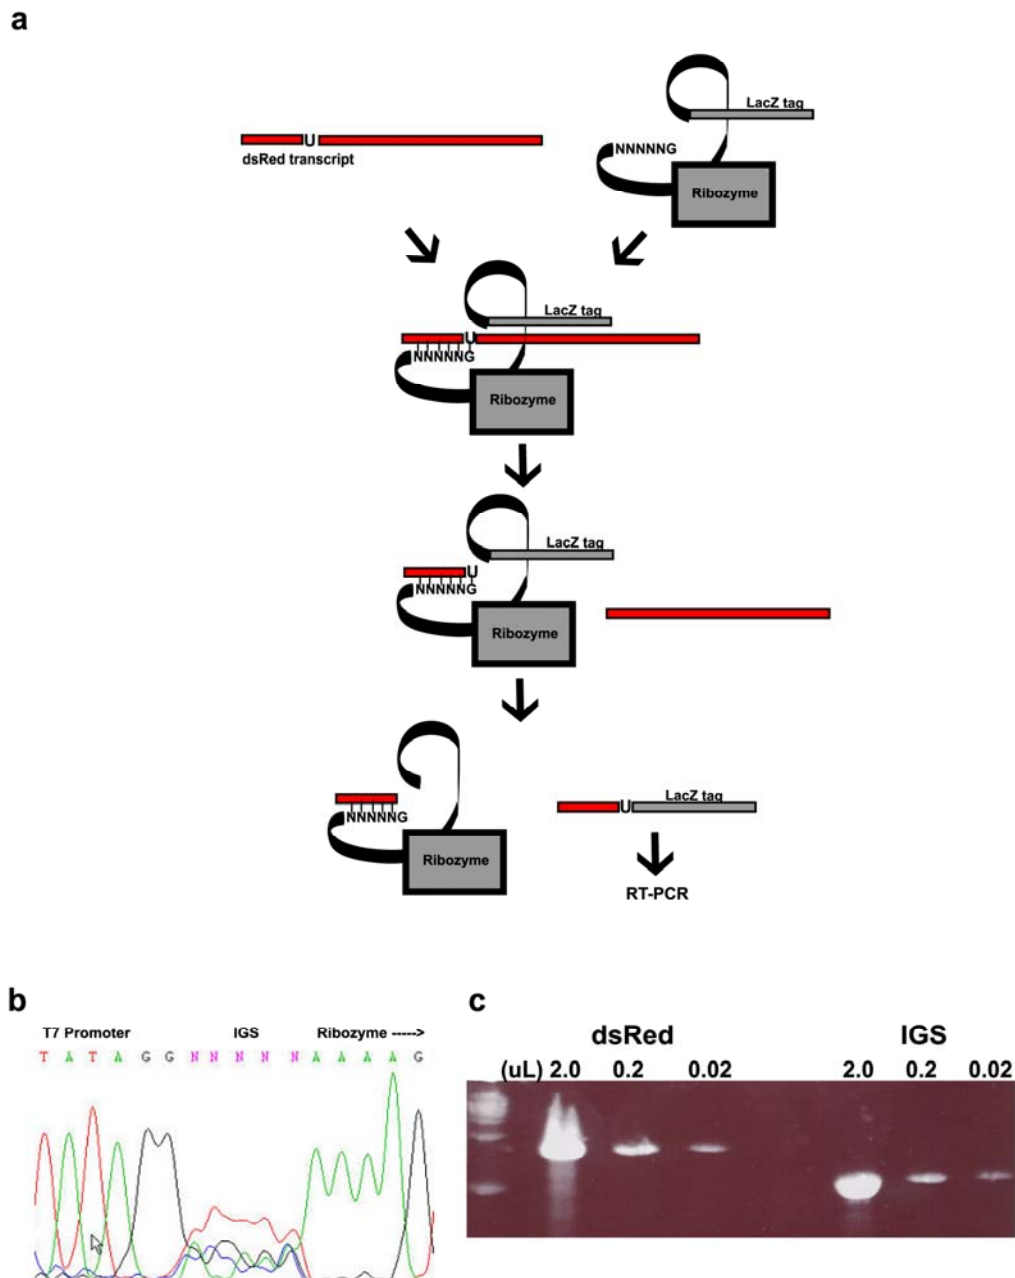 a
LacZ tag
U
dsRed transcript
NNNNNG
Ribozyme
LacZ tag
U
NNNNNG
Ribozyme
LacZ tag
U
NNNNNG
Ribozyme
NNNNNG
Ribozyme
LacZ tag
U
RT-PCR
b
T7 Promoter IGS Ribozyme ----->
T A T A G G N N N N N A A A A G
c
dsRed IGS
(uL) 2.0 0.2 0.02 2.0 0.2 0.02